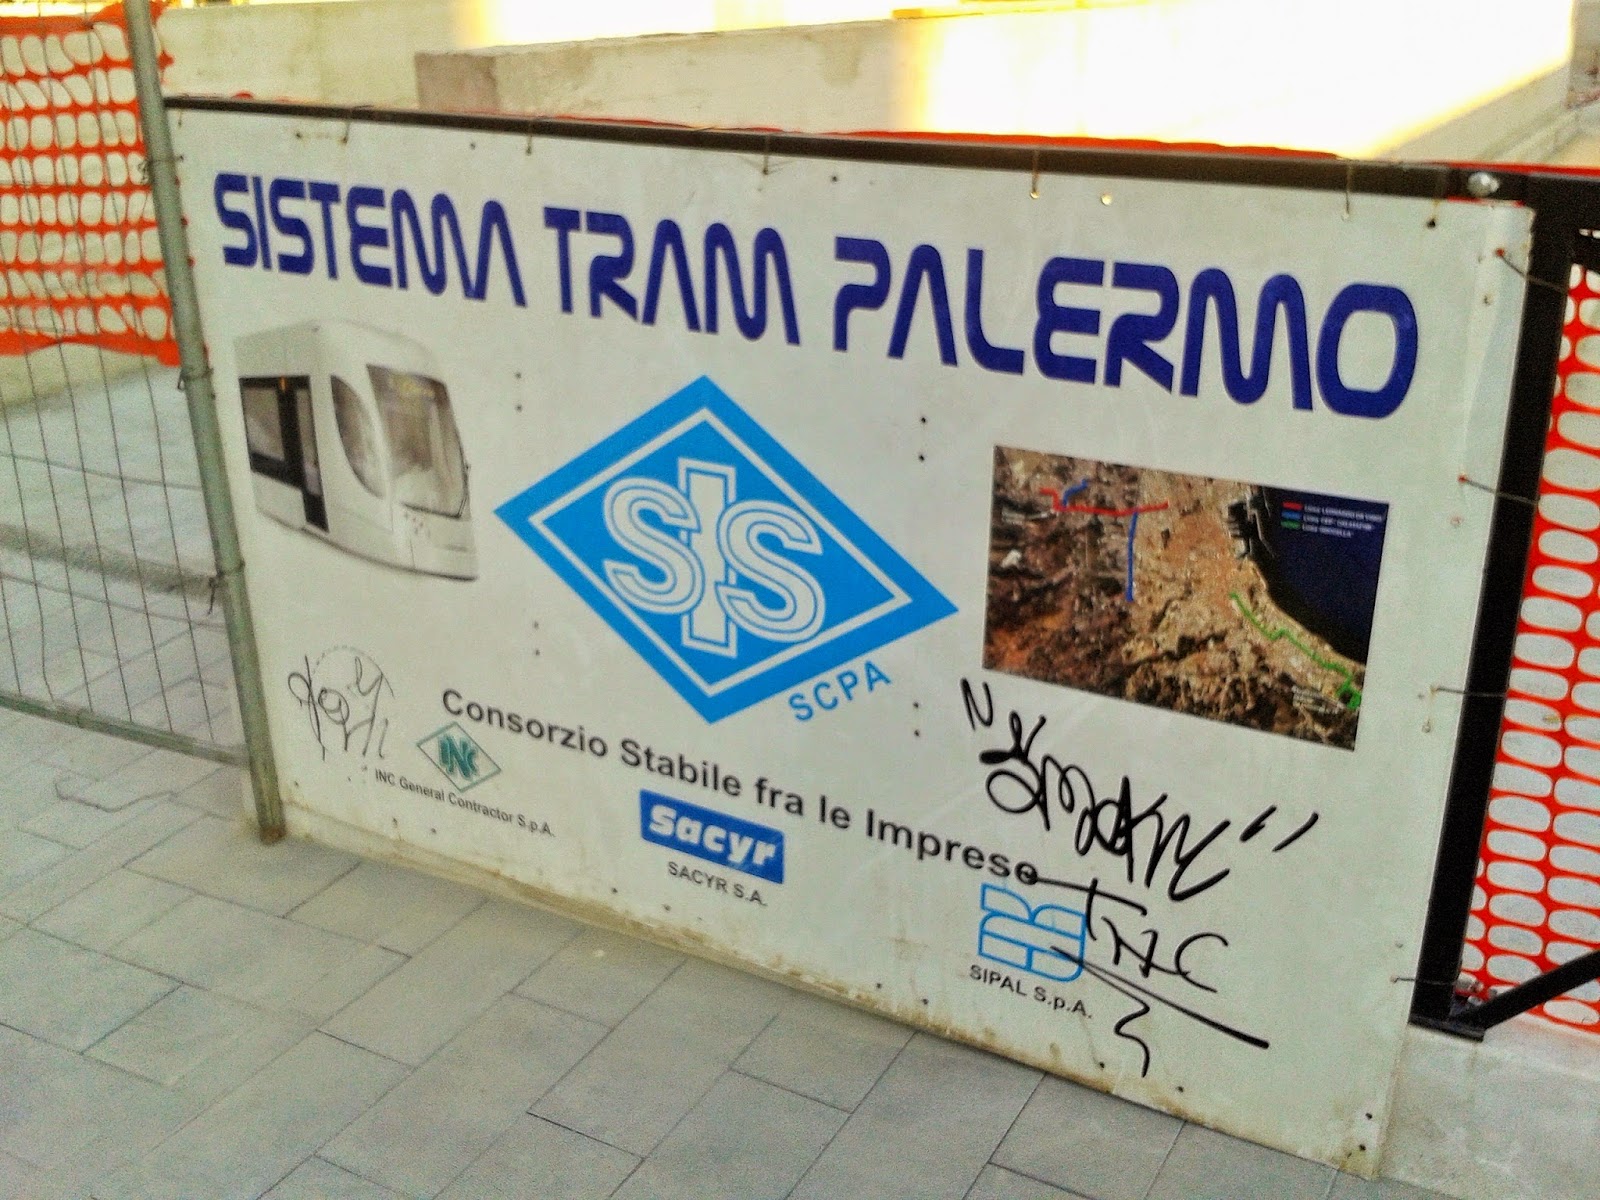 SISTEMA TRAM PALERMO
SIS
SCPA
Consorzio Stabile fra le Imprese
INC
INC General Contractor S.p.A.
Sacyr
SACYR S.A.
SIPAL S.p.A.